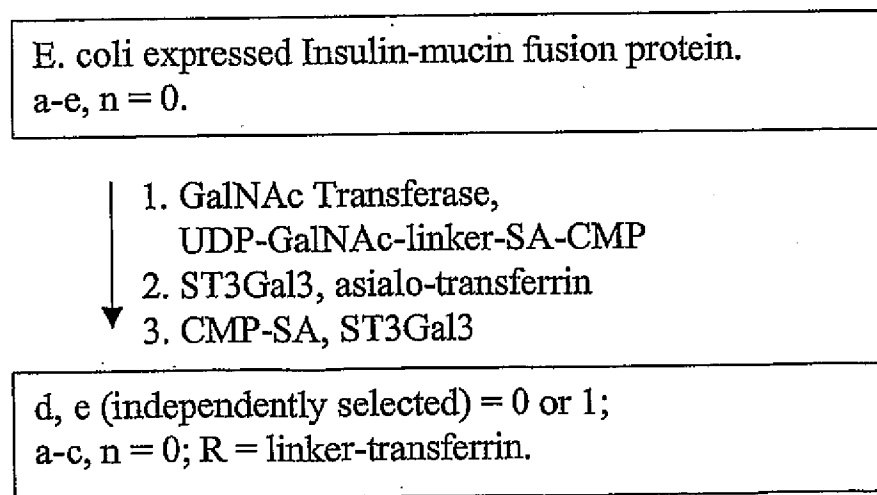 E. coli expressed Insulin-mucin fusion protein.
a-e, n = 0.
1. GalNAc Transferase,
UDP-GalNAc-linker-SA-CMP
2. ST3Gal3, asialo-transferrin
3. CMP-SA, ST3Gal3
d, e (independently selected) = 0 or 1;
a-c, n = 0; R = linker-transferrin.